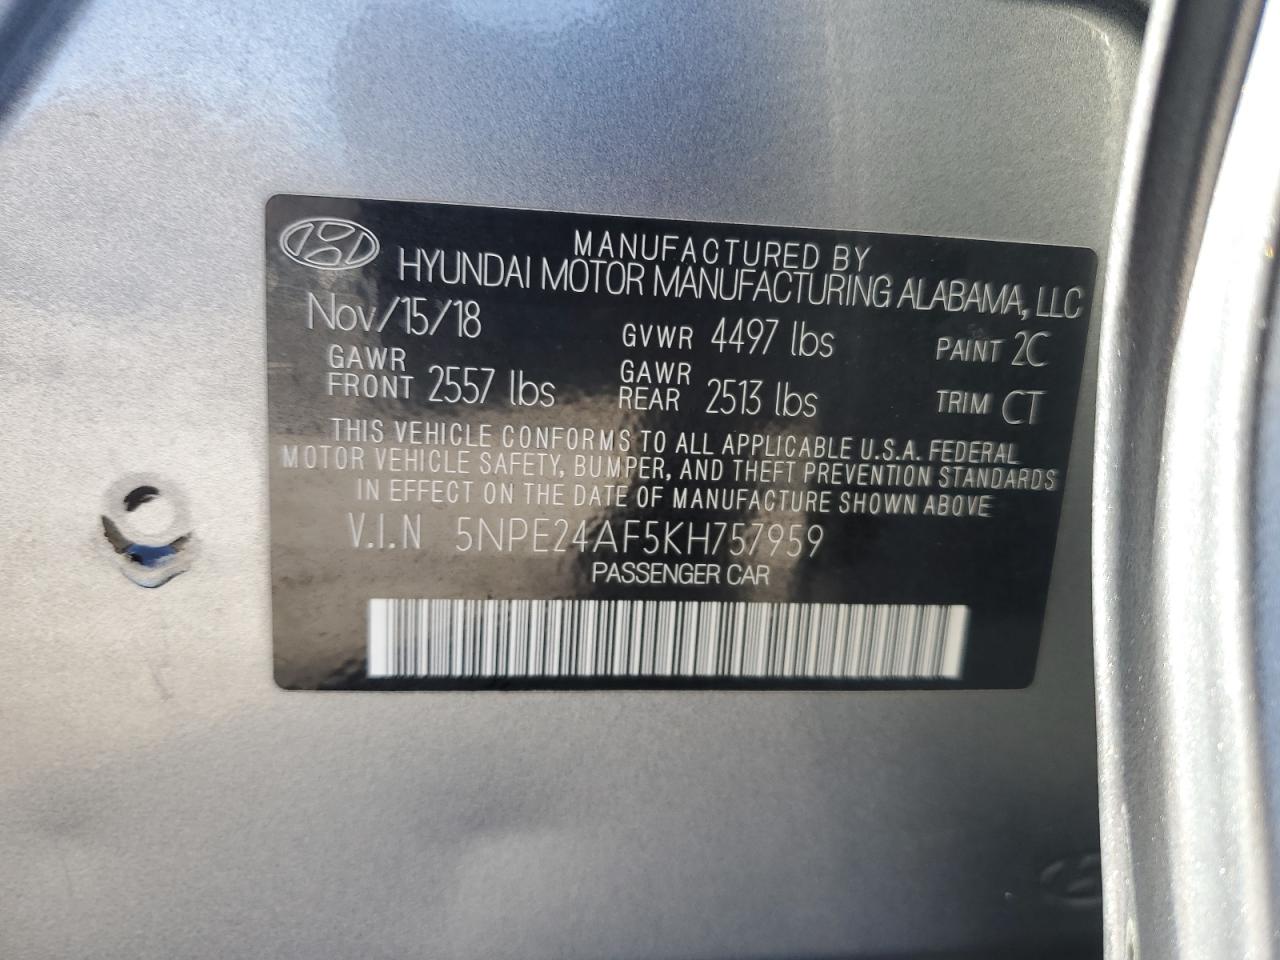 MANUFACTURED BY
HYUNDAI MOTOR MANUFACTURING ALABAMA, LLC
Nov/15/18 GVWR 4497 lbs PAINT 2C
GAWR FRONT 2557 lbs GAWR REAR 2513 lbs TRIM CT
THIS VEHICLE CONFORMS TO ALL APPLICABLE U.S.A. FEDERAL
MOTOR VEHICLE SAFETY, BUMPER, AND THEFT PREVENTION STANDARDS
IN EFFECT ON THE DATE OF MANUFACTURE SHOWN ABOVE
V.I.N 5NPE24AF5KH757959
PASSENGER CAR